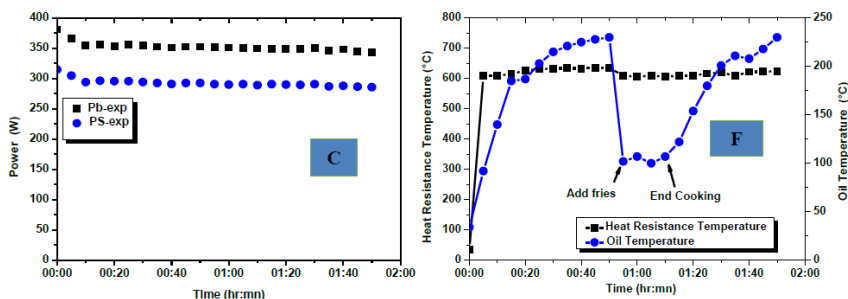 400
350
300
250
200
150
100
50
0
Power (W)
Pb-exp
PS-exp
C
00:00 00:20 00:40 01:00 01:20 01:40 02:00
TIme (hr:mn)
800
700
600
500
400
300
200
100
0
Heat Resistance Temperature (°C)
Add fries
End Cooking
F
Heat Resistance Temperature
Oil Temperature
250
200
150
100
50
0
Oil Temperature (°C)
00:00 00:20 00:40 01:00 01:20 01:40 02:00
Time (hr:mn)